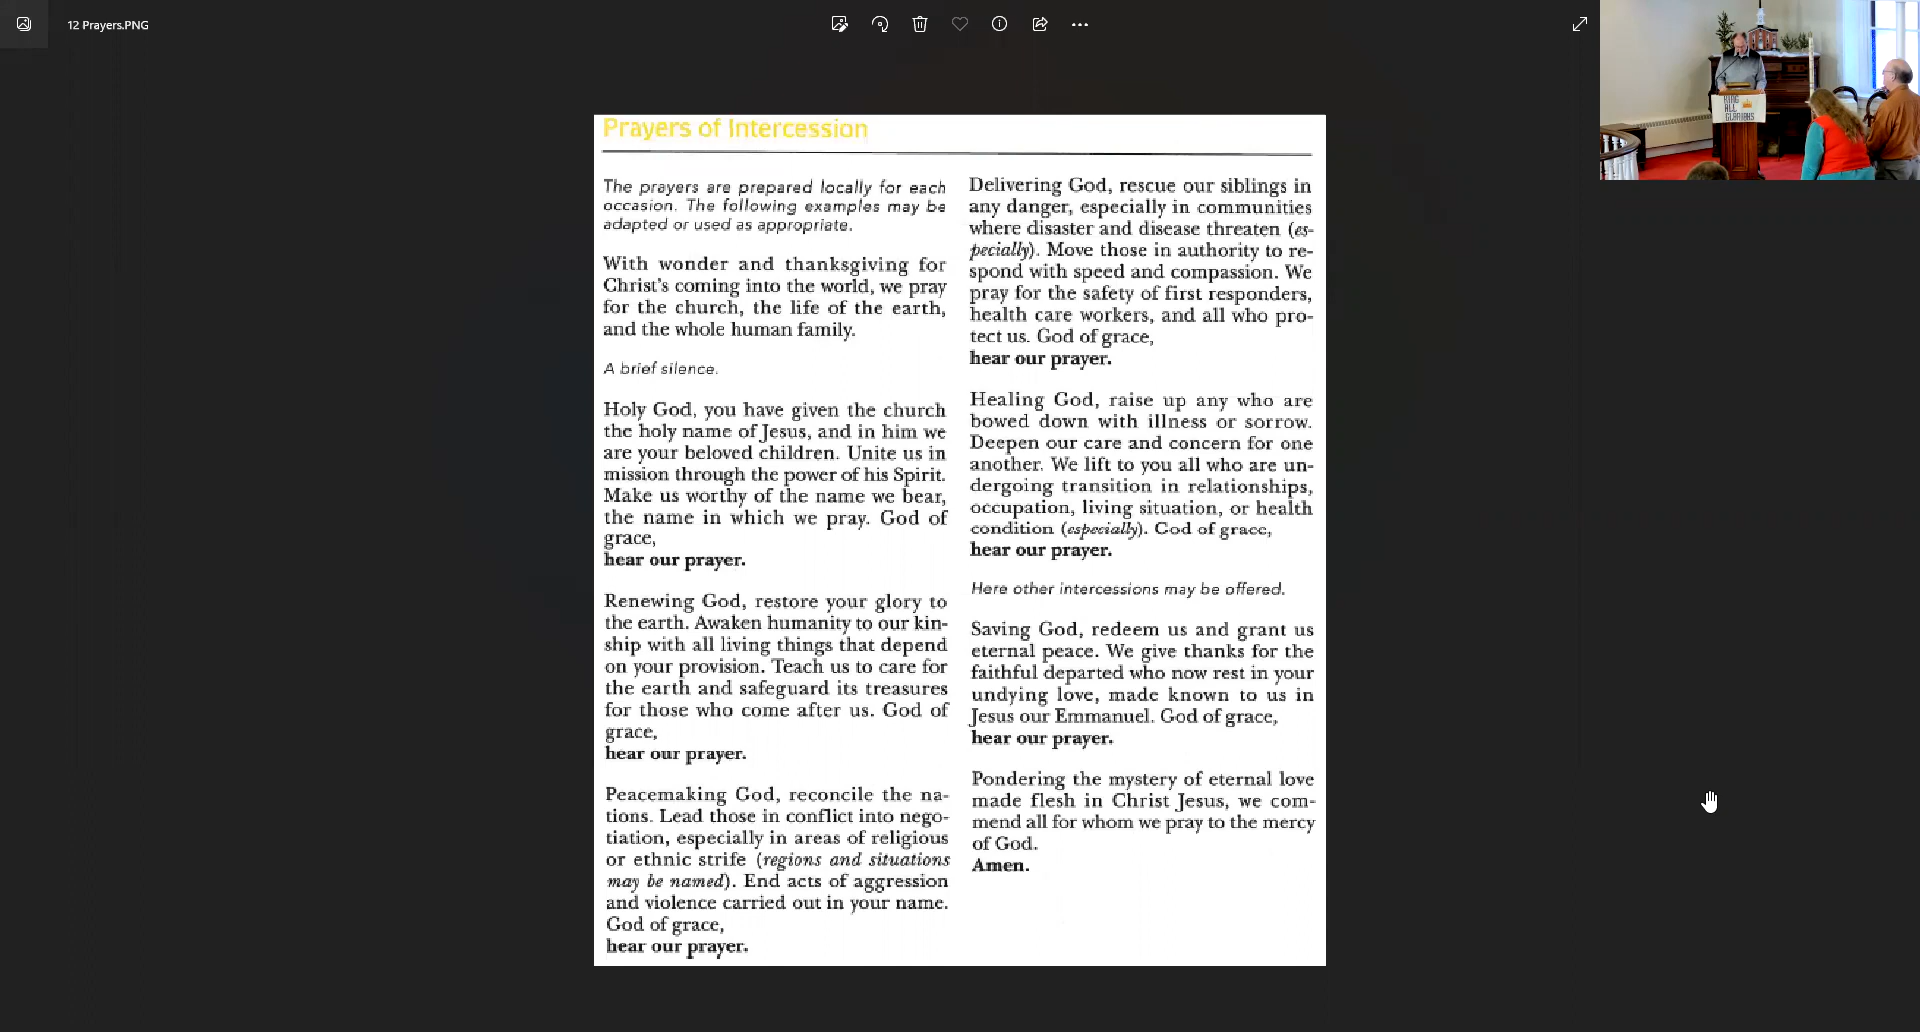 12 Prayers.PNG
KING
ALL
GLORIOUS
Prayers of Intercession
The prayers are prepared locally for each
occasion. The following examples may be
adapted or used as appropriate.
With wonder and thanksgiving for
Christ's coming into the world, we pray
for the church, the life of the earth,
and the whole human family.
A brief silence.
Holy God, you have given the church
the holy name of Jesus, and in him we
are your beloved children. Unite us in
mission through the power of his Spirit.
Make us worthy of the name we bear,
the name in which we pray. God of
grace,
hear our prayer.
Renewing God, restore your glory to
the earth. Awaken humanity to our kin-
ship with all living things that depend
on your provision. Teach us to care for
the earth and safeguard its treasures
for those who come after us. God of
grace,
hear our prayer.
Peacemaking God, reconcile the na-
tions. Lead those in conflict into nego-
tiation, especially in areas of religious
or ethnic strife (regions and situations
may be named). End acts of aggression
and violence carried out in your name.
God of grace,
hear our prayer.
Delivering God, rescue our siblings in
any danger, especially in communities
where disaster and disease threaten (es-
pecially). Move those in authority to re-
spond with speed and compassion. We
pray for the safety of first responders,
health care workers, and all who pro-
tect us. God of grace,
hear our prayer.
Healing God, raise up any who are
bowed down with illness or sorrow.
Deepen our care and concern for one
another. We lift to you all who are un-
dergoing transition in relationships,
occupation, living situation, or health
condition (especially). God of grace,
hear our prayer.
Here other intercessions may be offered.
Saving God, redeem us and grant us
eternal peace. We give thanks for the
faithful departed who now rest in your
undying love, made known to us in
Jesus our Emmanuel. God of grace,
hear our prayer.
Pondering the mystery of eternal love
made flesh in Christ Jesus, we com-
mend all for whom we pray to the mercy
of God.
Amen.